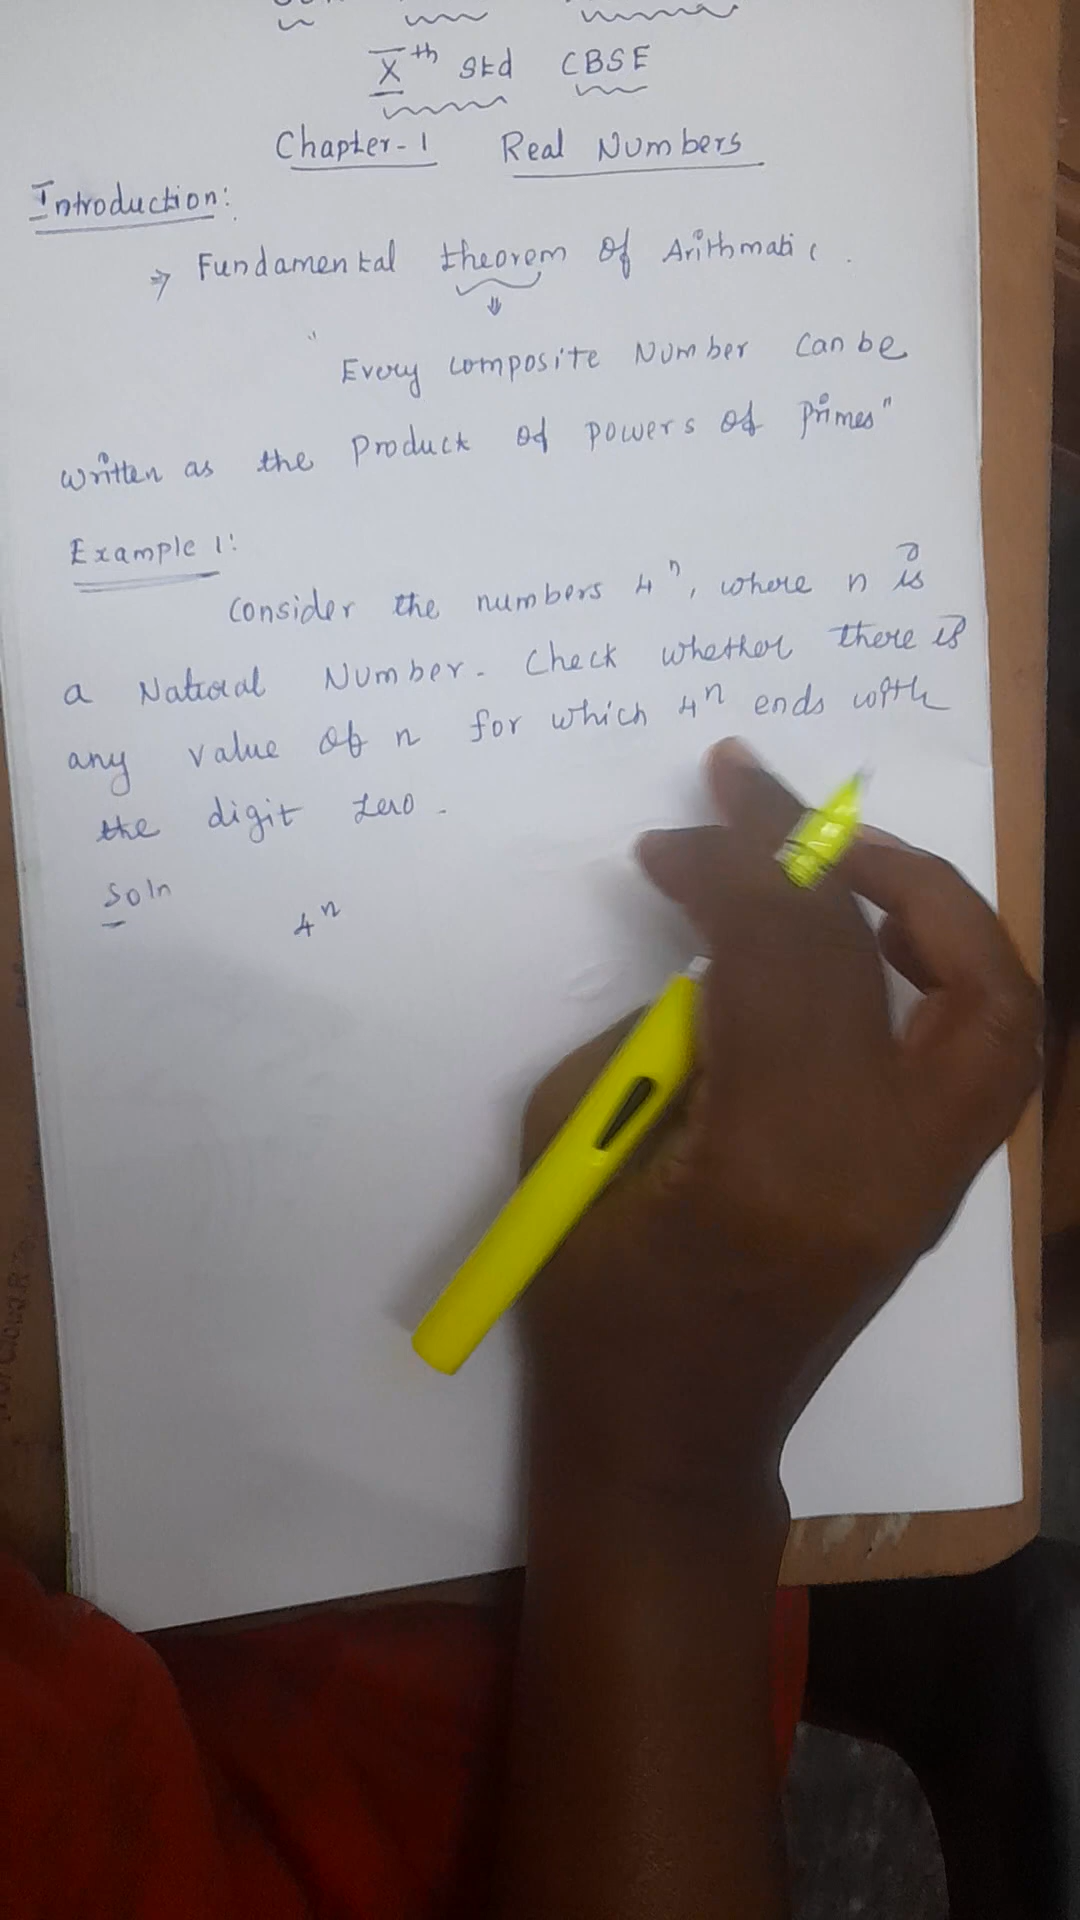 Xth Std CBSE
Chapter-1 Real Numbers
Introduction:
⇒ Fundamental theorem of Arithmatic.
⇓
"Every composite Number can be
written as the Product of powers of Primes"
Example 1:
Consider the numbers 4ⁿ, where n is
a Natural Number. Check whether there is
any value of n for which 4ⁿ ends with
the digit zero.
Soln
4ⁿ